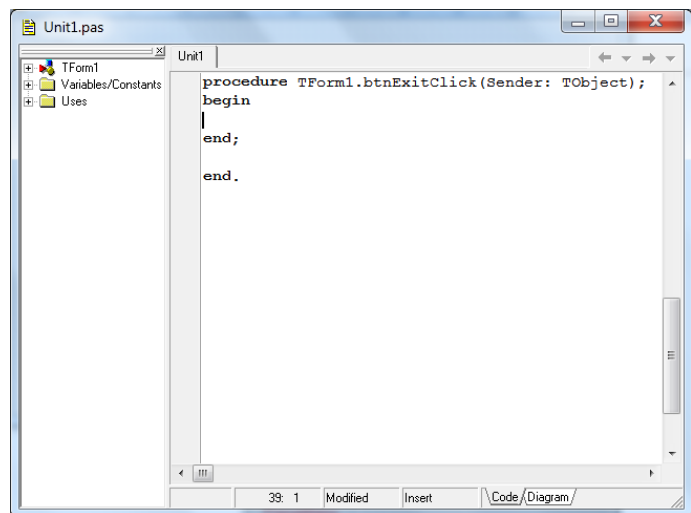 Unit1.pas
TForm1
Variables/Constants
Uses
Unit1
procedure TForm1.btnExitClick(Sender: TObject);
begin
end;
end.
39: 1 Modified Insert Code Diagram